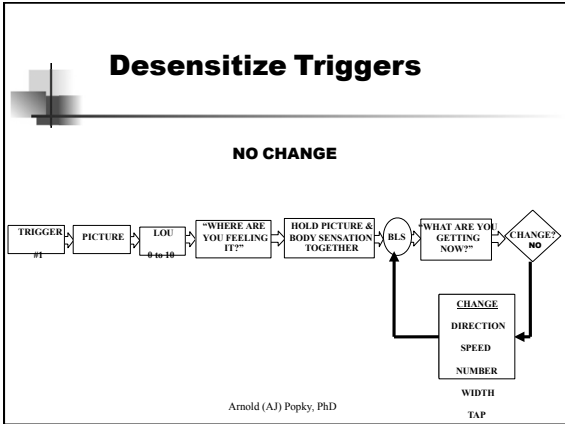 Desensitize Triggers
NO CHANGE
TRIGGER
#1
PICTURE
LOU
0 to 10
“WHERE ARE
YOU FEELING
IT?”
HOLD PICTURE &
BODY SENSATION
TOGETHER
BLS
“WHAT ARE YOU
GETTING
NOW?”
CHANGE?
NO
CHANGE
DIRECTION
SPEED
NUMBER
WIDTH
TAP
Arnold (AJ) Popky, PhD